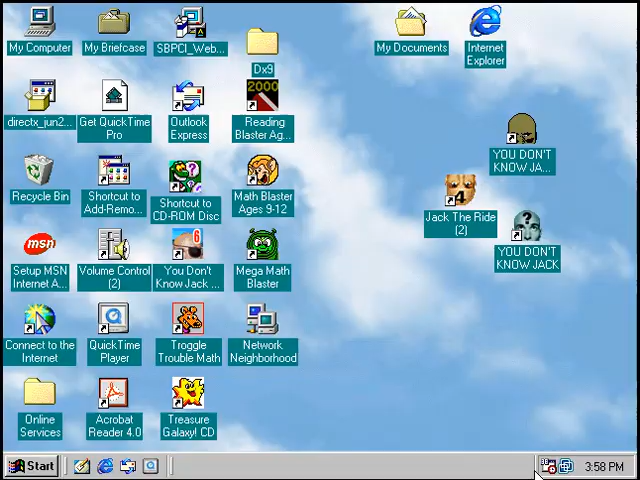 My Computer
My Briefcase
SBPCI_Web...
Dx9
My Documents
Internet
Explorer
directx_jun2...
Get QuickTime
Pro
Outlook
Express
2000
Reading
Blaster Ag...
YOU DON'T
KNOW JA...
Recycle Bin
Shortcut to
Add-Remo...
Shortcut to
CD-ROM Disc
Math Blaster
Ages 9-12
4
Jack The Ride
(2)
?
YOU DON'T
KNOW JACK
msn
Setup MSN
Internet A...
Volume Control
(2)
6
You Don't
Know Jack ...
Mega Math
Blaster
Connect to the
Internet
QuickTime
Player
Troggle
Trouble Math
Network
Neighborhood
Online
Services
Acrobat
Reader 4.0
Treasure
Galaxy! CD
Start
3:58 PM